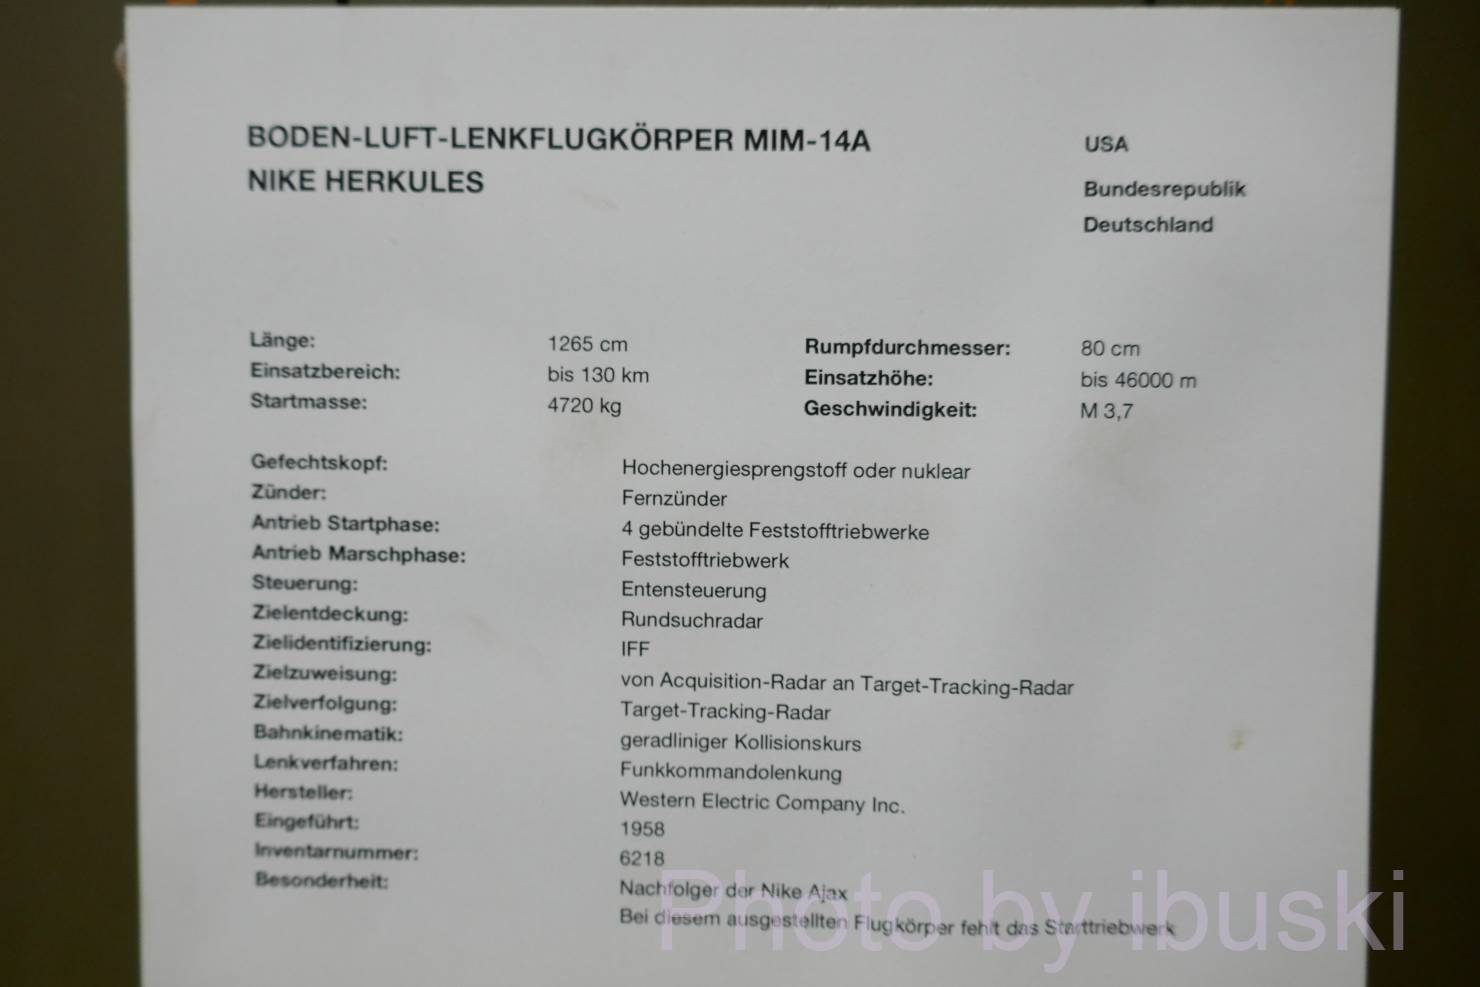 BODEN-LUFT-LENKFLUGKÖRPER MIM-14A USA
NIKE HERKULES Bundesrepublik
Deutschland
Länge: 1265 cm Rumpfdurchmesser: 80 cm
Einsatzbereich: bis 130 km Einsatzhöhe: bis 46000 m
Startmasse: 4720 kg Geschwindigkeit: M 3,7
Gefechtskopf: Hochenergiesprengstoff oder nuklear
Zünder: Fernzünder
Antrieb Startphase: 4 gebündelte Feststofftriebwerke
Antrieb Marschphase: Feststofftriebwerk
Steuerung: Entensteuerung
Zielentdeckung: Rundsuchradar
Zielidentifizierung: IFF
Zielzuweisung: von Acquisition-Radar an Target-Tracking-Radar
Zielverfolgung: Target-Tracking-Radar
Bahnkinematik: geradliniger Kollisionskurs
Lenkverfahren: Funkkommandolenkung
Hersteller: Western Electric Company Inc.
Eingeführt: 1958
Inventarnummer: 6218
Besonderheit: Nachfolger der Nike Ajax
Bei diesem ausgestellten Flugkörper fehlt das Starttriebwerk
Photo by ibuski